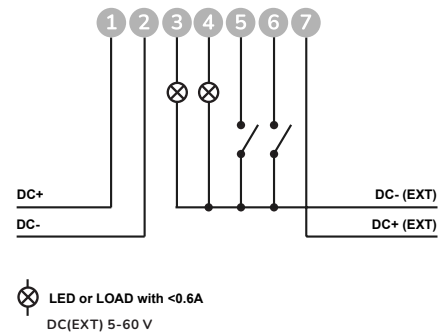 1 2 3 4 5 6 7
DC+ DC- (EXT)
DC- DC+ (EXT)
LED or LOAD with <0.6A
DC(EXT) 5-60 V